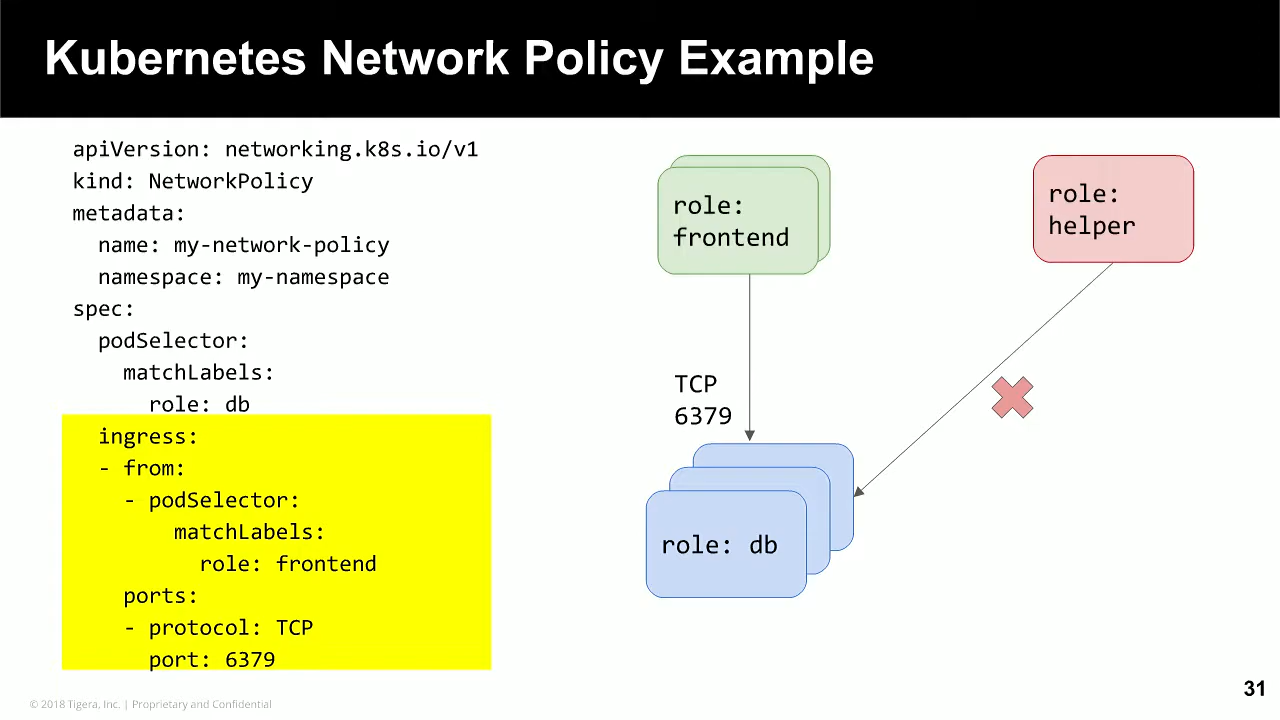 Kubernetes Network Policy Example
apiVersion: networking.k8s.io/v1
kind: NetworkPolicy
metadata:
  name: my-network-policy
  namespace: my-namespace
spec:
  podSelector:
    matchLabels:
      role: db
  ingress:
  - from:
    - podSelector:
        matchLabels:
          role: frontend
    ports:
    - protocol: TCP
      port: 6379
role:
frontend
role:
helper
TCP
6379
role: db
© 2018 Tigera, Inc. | Proprietary and Confidential
31